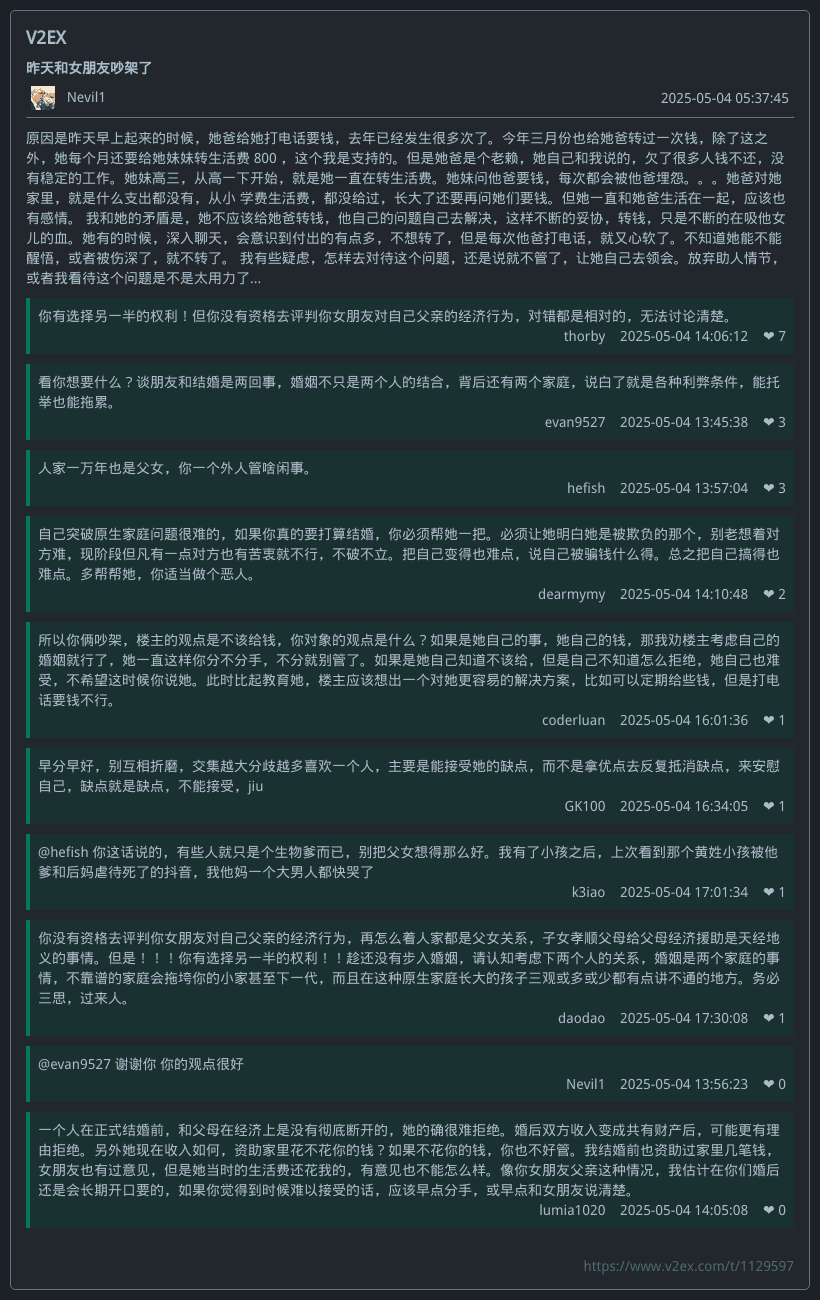 V2EX
昨天和女朋友吵架了
Nevil1
2025-05-04 05:37:45
原因是昨天早上起来的时候，她爸给她打电话要钱，去年已经发生很多次了。今年三月份也给她爸转过一次钱，除了这之
外，她每个月还要给她妹妹转生活费 800 ，这个我是支持的。但是她爸是个老赖，她自己和我说的，欠了很多人钱不还，没
有稳定的工作。她妹高三，从高一下开始，就是她一直在转生活费。她妹问他爸要钱，每次都会被他爸埋怨。。。她爸对她
家里，就是什么支出都没有，从小 学费生活费，都没给过，长大了还要再问她们要钱。但她一直和她爸生活在一起，应该也
有感情。 我和她的矛盾是，她不应该给她爸转钱，他自己的问题自己去解决，这样不断的妥协，转钱，只是不断的在吸他女
儿的血。她有的时候，深入聊天，会意识到付出的有点多，不想转了，但是每次他爸打电话，就又心软了。不知道她能不能
醒悟，或者被伤深了，就不转了。 我有些疑虑，怎样去对待这个问题，还是说就不管了，让她自己去领会。放弃助人情节，
或者我看待这个问题是不是太用力了...
你有选择另一半的权利！但你没有资格去评判你女朋友对自己父亲的经济行为，对错都是相对的，无法讨论清楚。
thorby 2025-05-04 14:06:12 ❤ 7
看你想要什么？谈朋友和结婚是两回事，婚姻不只是两个人的结合，背后还有两个家庭，说白了就是各种利弊条件，能托
举也能拖累。
evan9527 2025-05-04 13:45:38 ❤ 3
人家一万年也是父女，你一个外人管啥闲事。
hefish 2025-05-04 13:57:04 ❤ 3
自己突破原生家庭问题很难的，如果你真的要打算结婚，你必须帮她一把。必须让她明白她是被欺负的那个，别老想着对
方难，现阶段但凡有一点对方也有苦衷就不行，不破不立。把自己变得也难点，说自己被骗钱什么得。总之把自己搞得也
难点。多帮帮她，你适当做个恶人。
dearmymy 2025-05-04 14:10:48 ❤ 2
所以你俩吵架，楼主的观点是不该给钱，你对象的观点是什么？如果是她自己的事，她自己的钱，那我劝楼主考虑自己的
婚姻就行了，她一直这样你分不分手，不分就别管了。如果是她自己知道不该给，但是自己不知道怎么拒绝，她自己也难
受，不希望这时候你说她。此时比起教育她，楼主应该想出一个对她更容易的解决方案，比如可以定期给些钱，但是打电
话要钱不行。
coderluan 2025-05-04 16:01:36 ❤ 1
早分早好，别互相折磨，交集越大分歧越多喜欢一个人，主要是能接受她的缺点，而不是拿优点去反复抵消缺点，来安慰
自己，缺点就是缺点，不能接受，jiu
GK100 2025-05-04 16:34:05 ❤ 1
@hefish 你这话说的，有些人就只是个生物爹而已，别把父女想得那么好。我有了小孩之后，上次看到那个黄姓小孩被他
爹和后妈虐待死了的抖音，我他妈一个大男人都快哭了
k3iao 2025-05-04 17:01:34 ❤ 1
你没有资格去评判你女朋友对自己父亲的经济行为，再怎么着人家都是父女关系，子女孝顺父母给父母经济援助是天经地
义的事情。但是！！！你有选择另一半的权利！！趁还没有步入婚姻，请认知考虑下两个人的关系，婚姻是两个家庭的事
情，不靠谱的家庭会拖垮你的小家甚至下一代，而且在这种原生家庭长大的孩子三观或多或少都有点讲不通的地方。务必
三思，过来人。
daodao 2025-05-04 17:30:08 ❤ 1
@evan9527 谢谢你 你的观点很好
Nevil1 2025-05-04 13:56:23 ❤ 0
一个人在正式结婚前，和父母在经济上是没有彻底断开的，她的确很难拒绝。婚后双方收入变成共有财产后，可能更有理
由拒绝。另外她现在收入如何，资助家里花不花你的钱？如果不花你的钱，你也不好管。我结婚前也资助过家里几笔钱，
女朋友也有过意见，但是她当时的生活费还花我的，有意见也不能怎么样。像你女朋友父亲这种情况，我估计在你们婚后
还是会长期开口要的，如果你觉得到时候难以接受的话，应该早点分手，或早点和女朋友说清楚。
lumia1020 2025-05-04 14:05:08 ❤ 0
https://www.v2ex.com/t/1129597